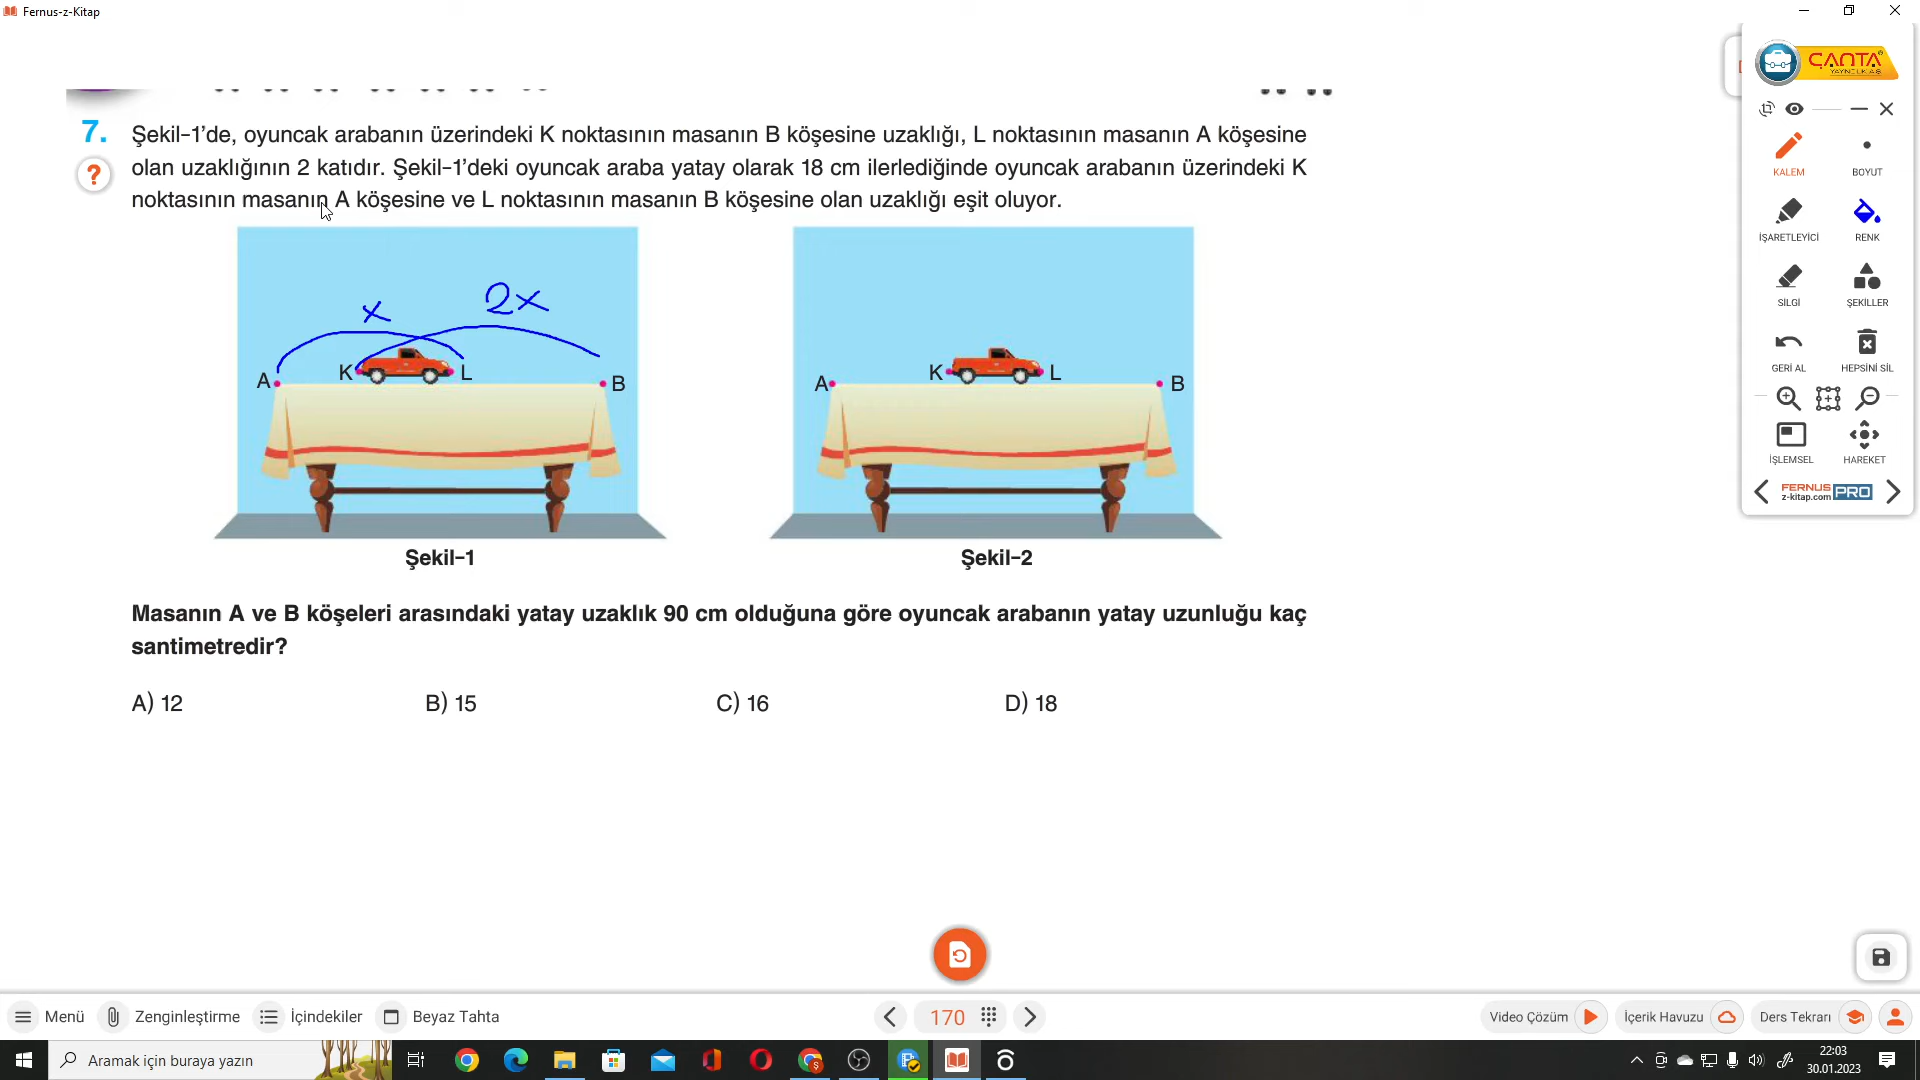 Fernus-z-Kitap
ÇANTA
YAYINCILIK A.Ş.
7. Şekil-1'de, oyuncak arabanın üzerindeki K noktasının masanın B köşesine uzaklığı, L noktasının masanın A köşesine
? olan uzaklığının 2 katıdır. Şekil-1'deki oyuncak araba yatay olarak 18 cm ilerlediğinde oyuncak arabanın üzerindeki K
noktasının masanın A köşesine ve L noktasının masanın B köşesine olan uzaklığı eşit oluyor.
x 2x
A K L B
A K L B
Şekil-1
Şekil-2
Masanın A ve B köşeleri arasındaki yatay uzaklık 90 cm olduğuna göre oyuncak arabanın yatay uzunluğu kaç
santimetredir?
A) 12 B) 15 C) 16 D) 18
KALEM BOYUT
İŞARETLEYİCİ RENK
SİLGİ ŞEKİLLER
GERİ AL HEPSİNİ SİL
İŞLEMSEL HAREKET
FERNUS
z-kitap.com PRO
Menü Zenginleştirme İçindekiler Beyaz Tahta 170 Video Çözüm İçerik Havuzu Ders Tekrarı
Aramak için buraya yazın
22:03
30.01.2023